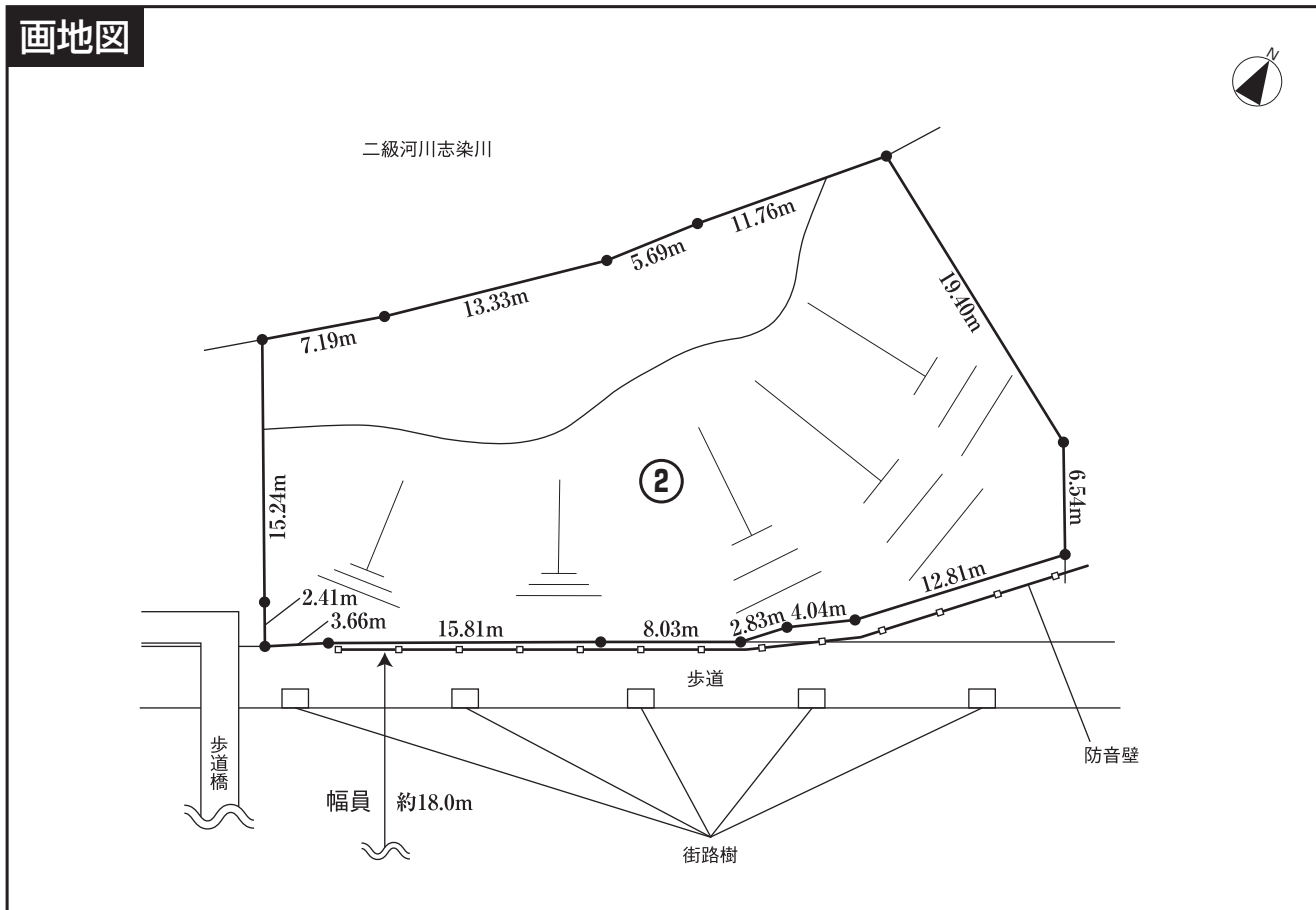 画地図
N
二級河川志染川
11.76m
5.69m
13.33m
7.19m
19.40m
②
15.24m
6.54m
2.41m
3.66m
15.81m
8.03m
2.83m
4.04m
12.81m
歩道
歩道橋
防音壁
幅員 約18.0m
街路樹